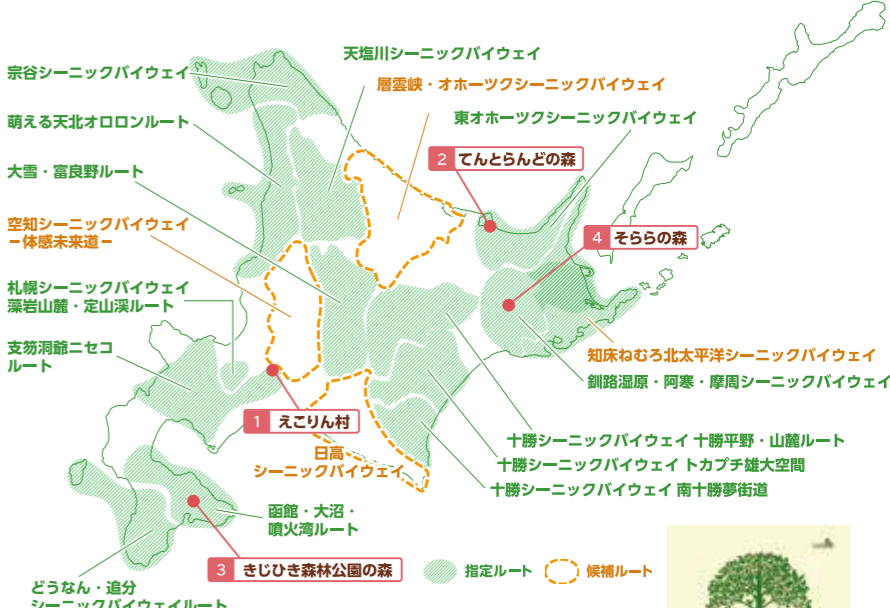 天塩川シーニックバイウェイ
宗谷シーニックバイウェイ
層雲峡・オホーツクシーニックバイウェイ
萌える天北オロロンルート
東オホーツクシーニックバイウェイ
2 てんとらんどの森
大雪・富良野ルート
空知シーニックバイウェイ
－体感未来道－
4 そららの森
札幌シーニックバイウェイ
藻岩山麓・定山渓ルート
支笏洞爺ニセコ
ルート
知床ねむろ北太平洋シーニックバイウェイ
釧路湿原・阿寒・摩周シーニックバイウェイ
1 えこりん村
日高
シーニックバイウェイ
十勝シーニックバイウェイ 十勝平野・山麓ルート
十勝シーニックバイウェイ トカプチ雄大空間
十勝シーニックバイウェイ 南十勝夢街道
函館・大沼・
噴火湾ルート
3 きじひき森林公園の森
指定ルート
候補ルート
どうなん・追分
シーニックバイウェイルート